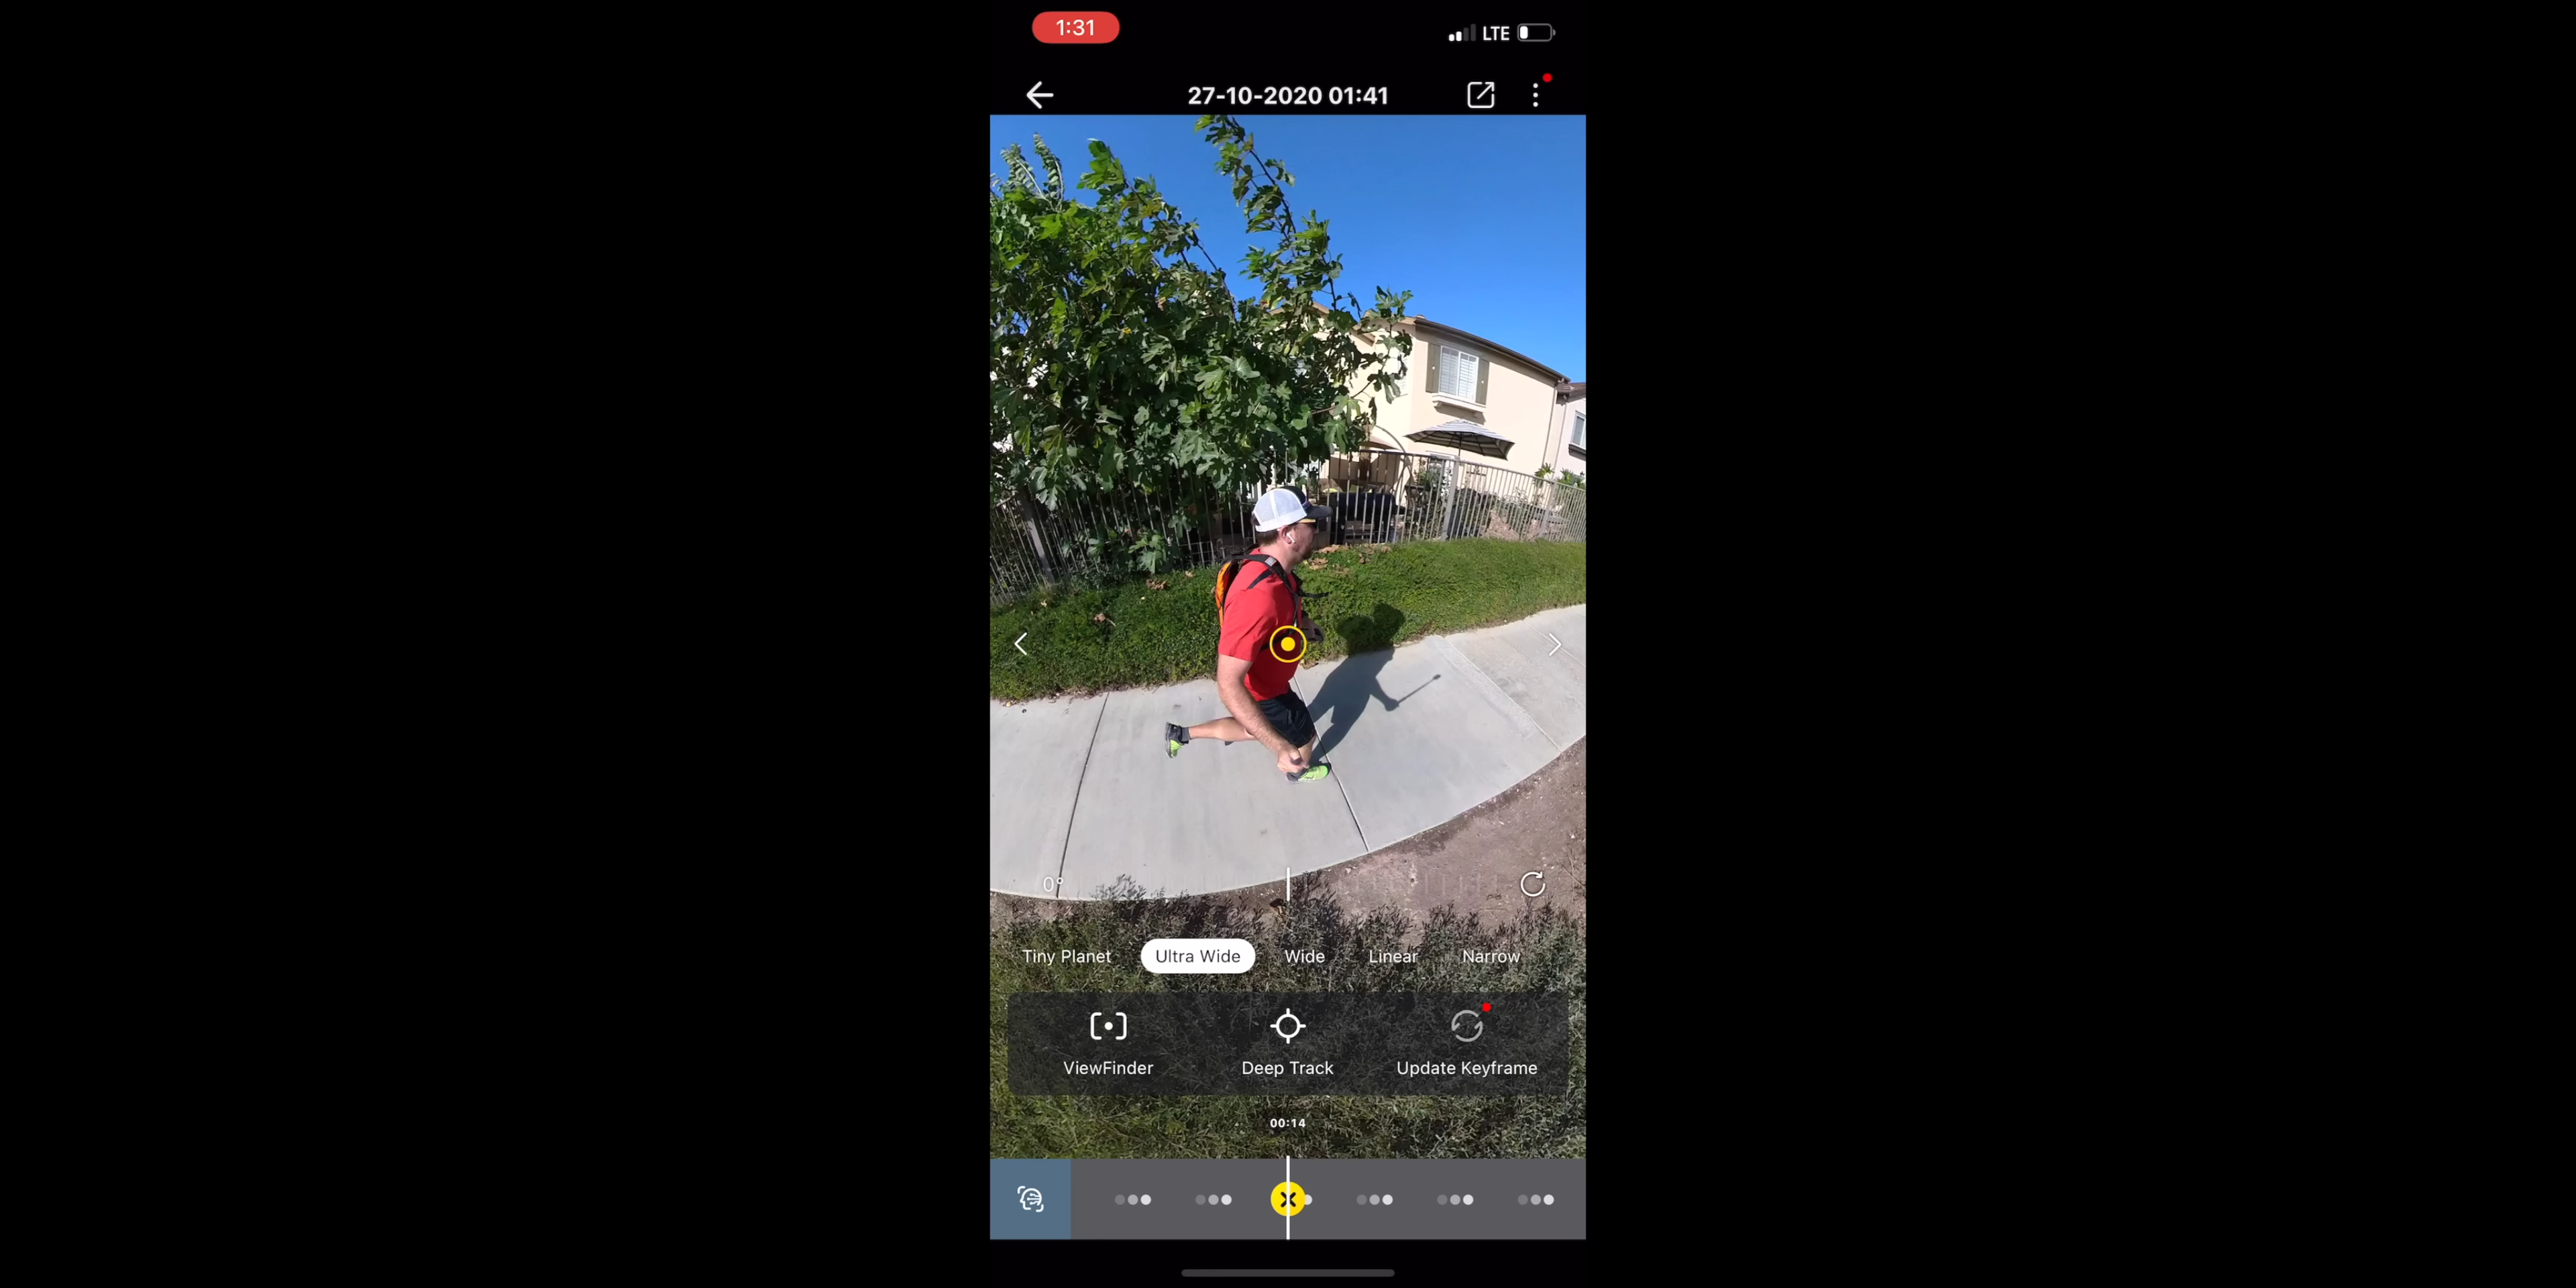 1:31
LTE
27-10-2020 01:41
0°
Tiny Planet
Ultra Wide
Wide
Linear
Narrow
ViewFinder
Deep Track
Update Keyframe
00:14